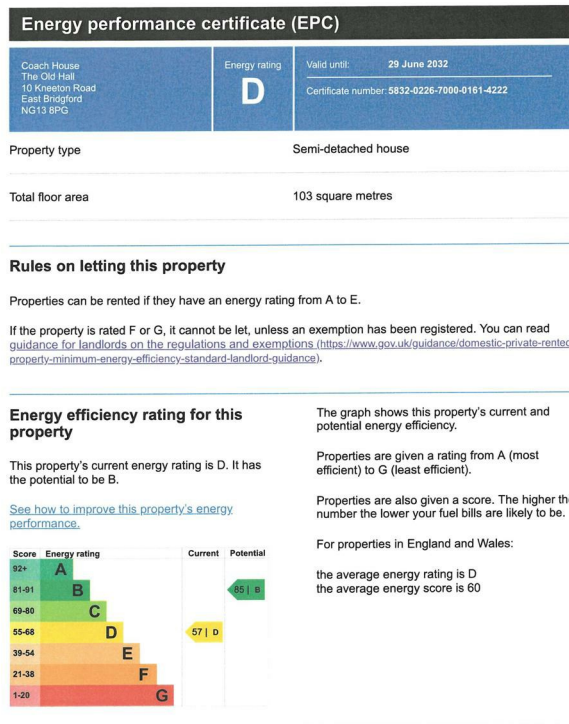 Energy performance certificate (EPC)
Coach House
The Old Hall
10 Kneeton Road
East Bridgford
NG13 8PG
Energy rating
D
Valid until: 29 June 2032
Certificate number: 5832-0226-7000-0161-4222
Property type Semi-detached house
Total floor area 103 square metres
Rules on letting this property
Properties can be rented if they have an energy rating from A to E.
If the property is rated F or G, it cannot be let, unless an exemption has been registered. You can read
guidance for landlords on the regulations and exemptions (https://www.gov.uk/guidance/domestic-private-rented
property-minimum-energy-efficiency-standard-landlord-guidance).
Energy efficiency rating for this
property
This property's current energy rating is D. It has
the potential to be B.
See how to improve this property's energy
performance.
Score Energy rating Current Potential
92+ A
81-91 B 85 | B
69-80 C
55-68 D 57 | D
39-54 E
21-38 F
1-20 G
The graph shows this property's current and
potential energy efficiency.
Properties are given a rating from A (most
efficient) to G (least efficient).
Properties are also given a score. The higher the
number the lower your fuel bills are likely to be.
For properties in England and Wales:
the average energy rating is D
the average energy score is 60